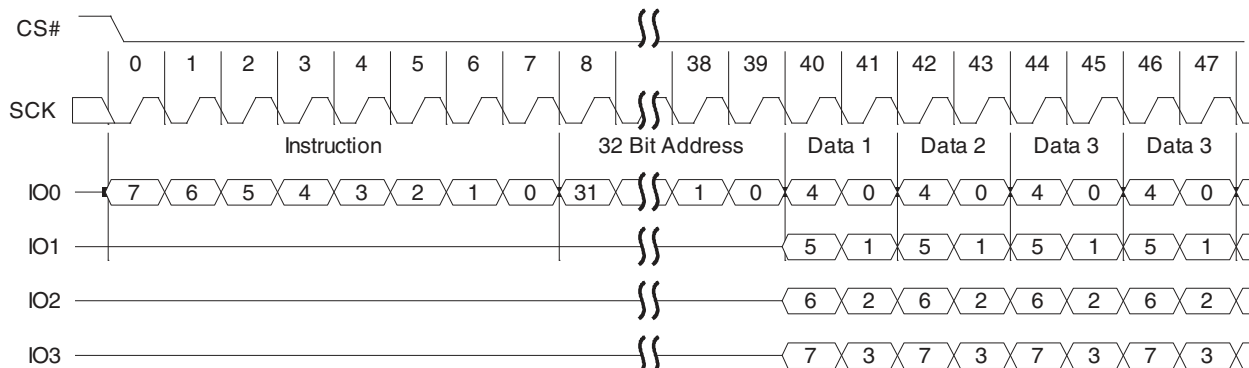 CS#
0 1 2 3 4 5 6 7 8 38 39 40 41 42 43 44 45 46 47
SCK
Instruction 32 Bit Address Data 1 Data 2 Data 3 Data 3
IO0 7 6 5 4 3 2 1 0 31 1 0 4 0 4 0 4 0 4 0
IO1 5 1 5 1 5 1 5 1
IO2 6 2 6 2 6 2 6 2
IO3 7 3 7 3 7 3 7 3